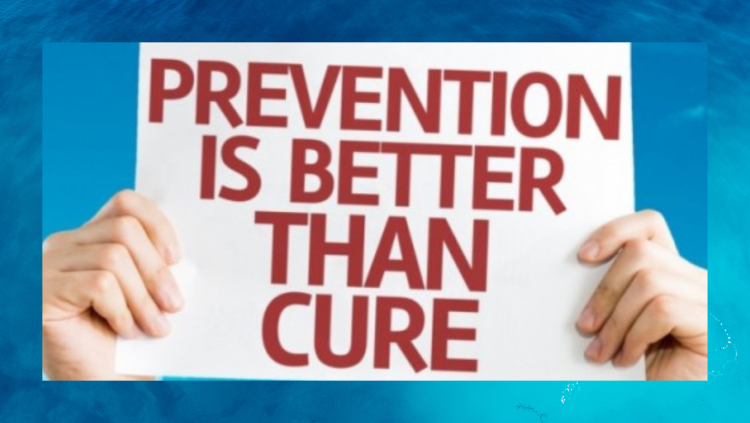 PREVENTION
IS BETTER
THAN
CURE